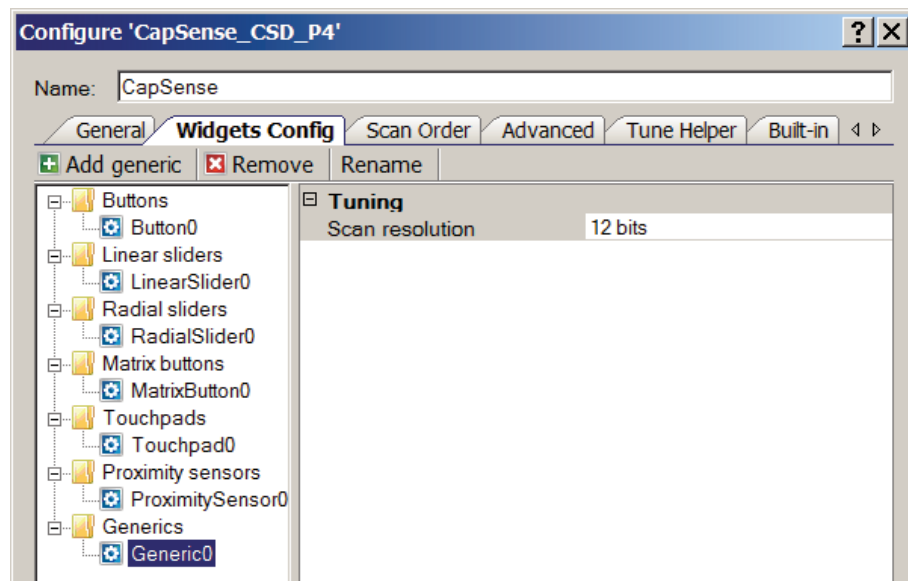 Configure 'CapSense_CSD_P4'
Name: CapSense
General Widgets Config Scan Order Advanced Tune Helper Built-in
Add generic Remove Rename
Buttons
Button0
Linear sliders
LinearSlider0
Radial sliders
RadialSlider0
Matrix buttons
MatrixButton0
Touchpads
Touchpad0
Proximity sensors
ProximitySensor0
Generics
Generic0
Tuning
Scan resolution 12 bits